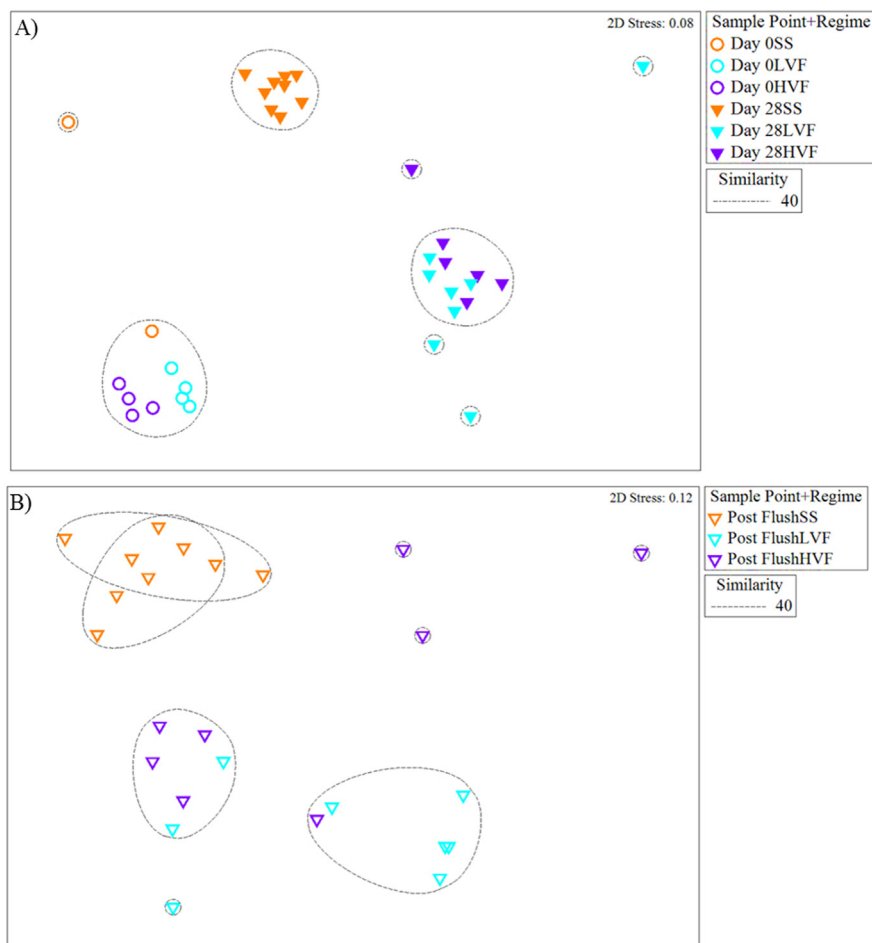 A)
2D Stress: 0.08
Sample Point+Regime
Day 0SS
Day 0LVF
Day 0HVF
Day 28SS
Day 28LVF
Day 28HVF
Similarity
40
B)
2D Stress: 0.12
Sample Point+Regime
Post FlushSS
Post FlushLVF
Post FlushHVF
Similarity
40